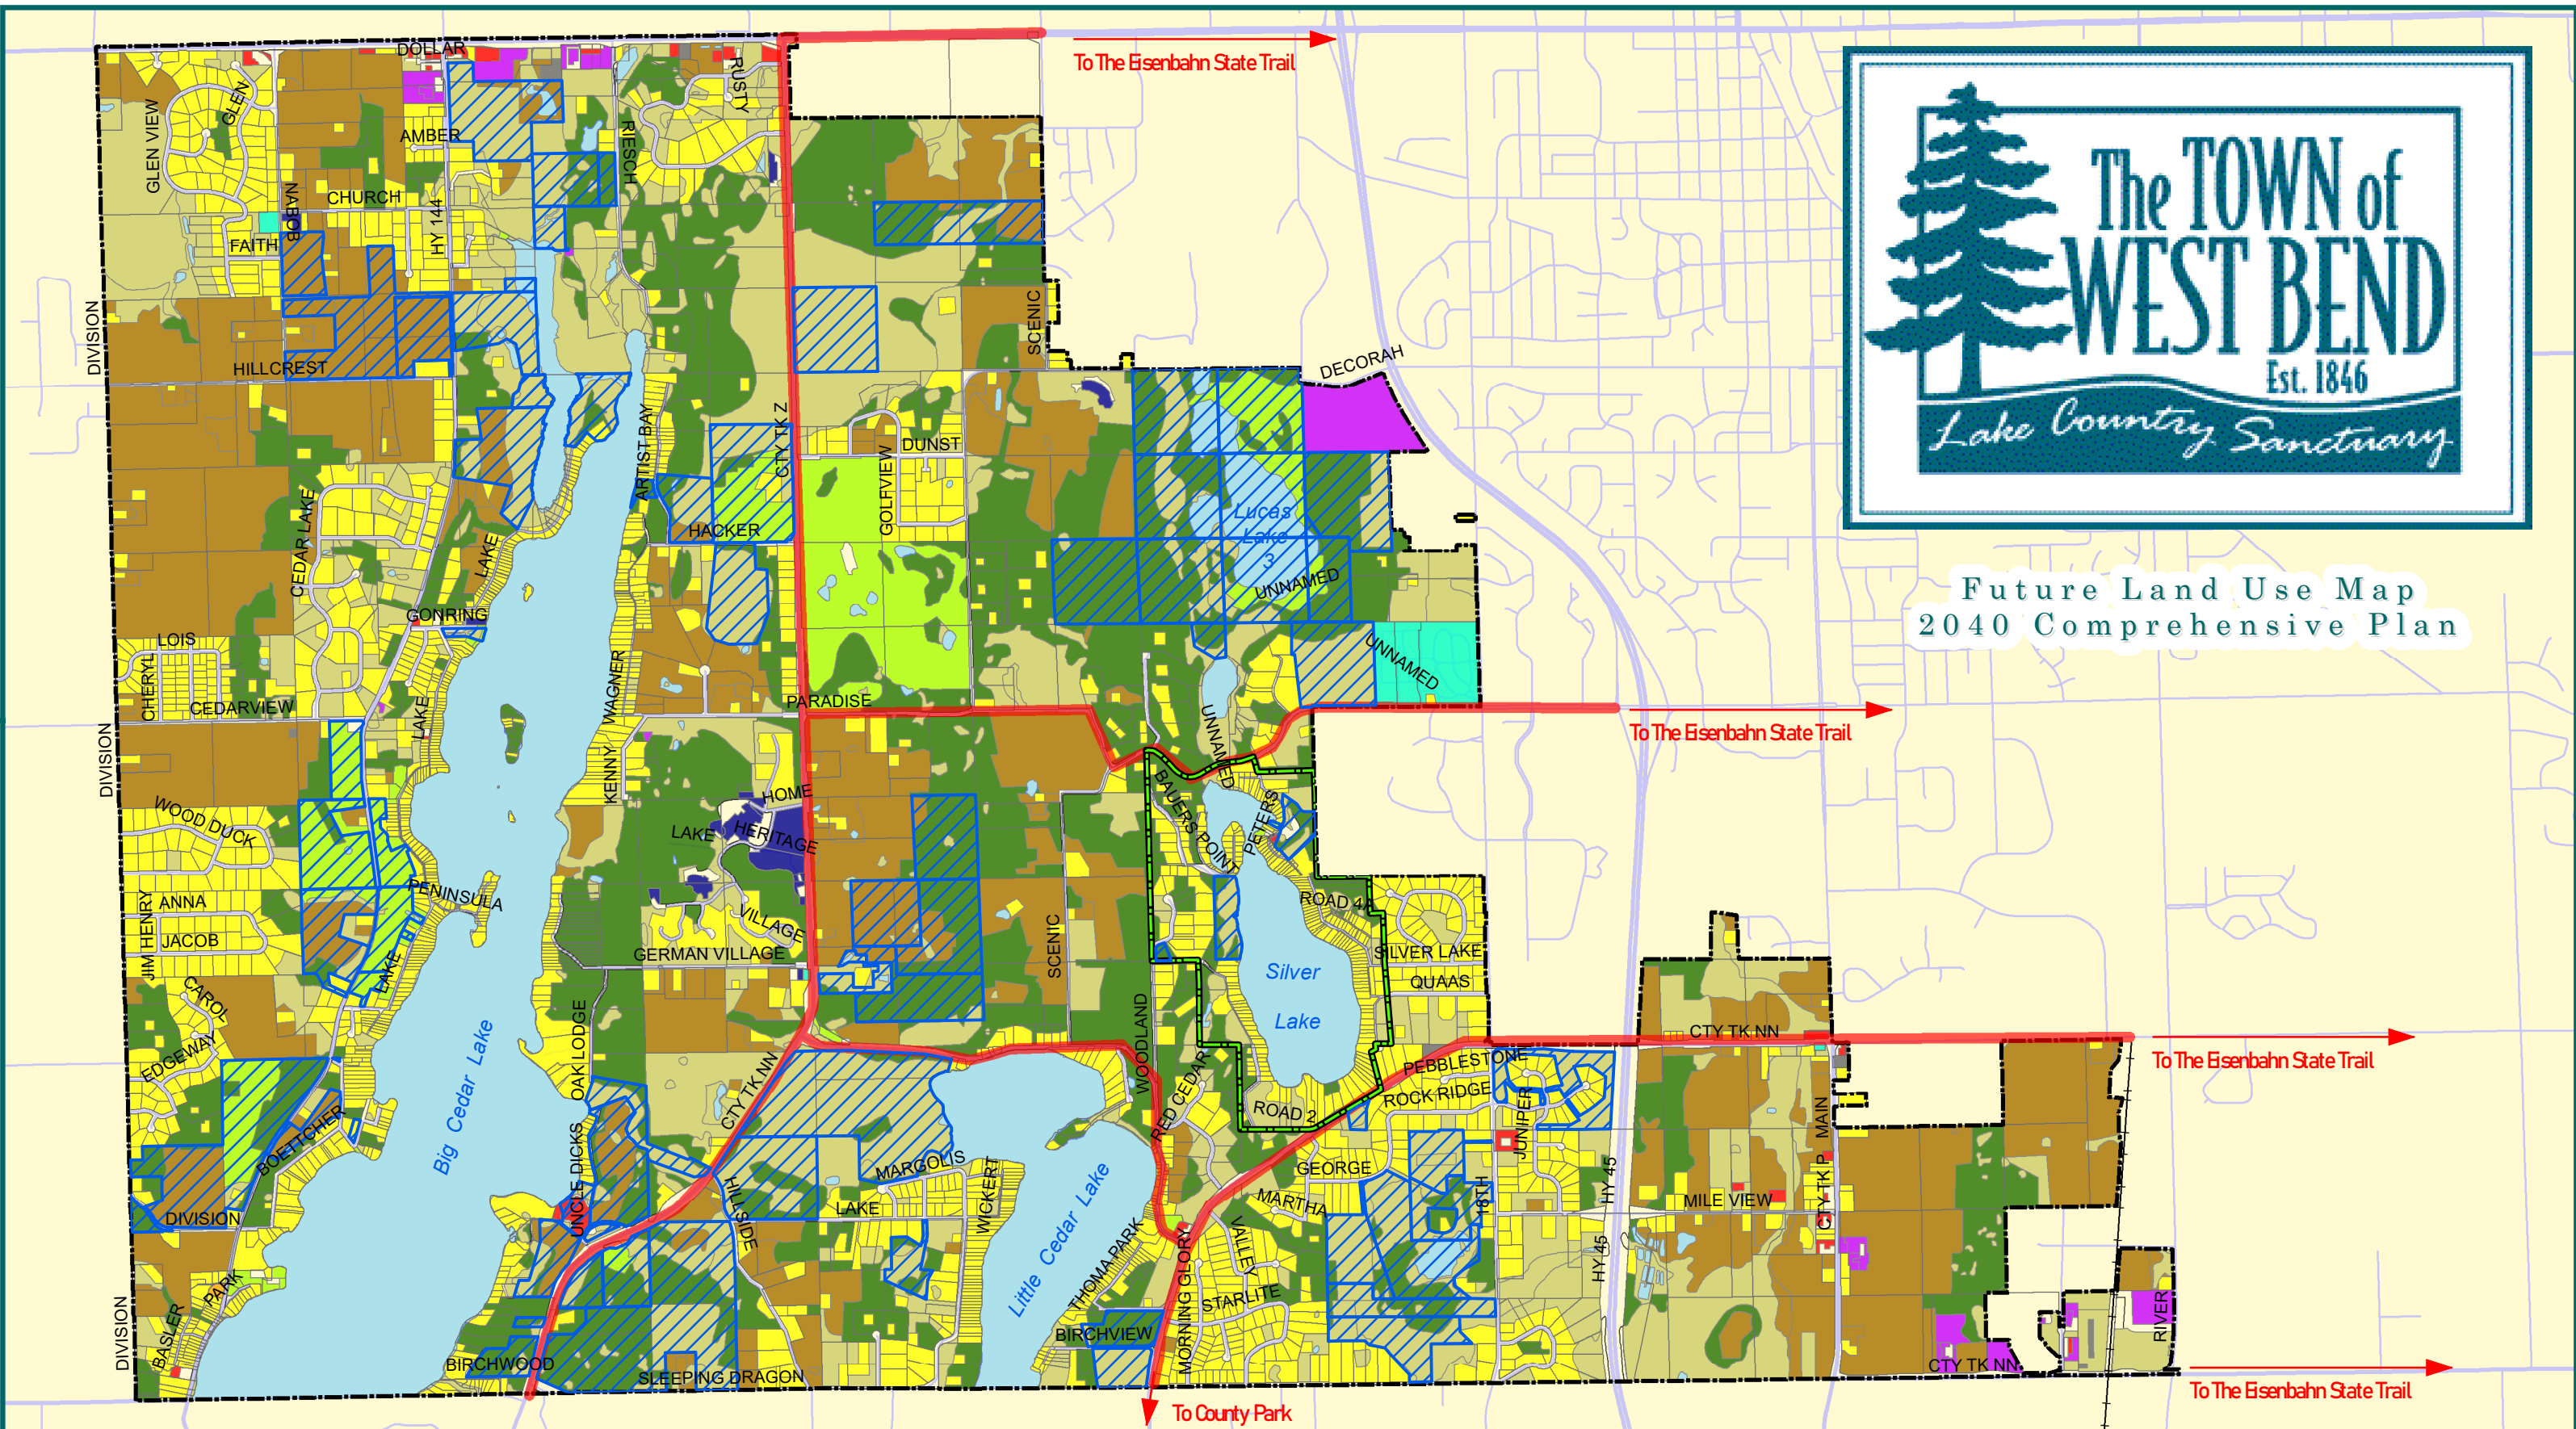 DOLLAR
To The Eisenbahn State Trail
The TOWN of
WEST BEND
Est. 1846
Lake Country Sanctuary
Future Land Use Map
2040 Comprehensive Plan
GLEN VIEW
GLEN
RUSTY
AMBER
RIESCH
NABOB
CHURCH
HY 144
FAITH
DIVISION
HILLCREST
SCENIC
DECORAH
CTY TK Z
ARTIST BAY
GOLFVIEW
DUNST
CEDAR LAKE
HACKER
LAKE
Lucas
Lake
3
UNNAMED
GONRING
LOIS
CHERYL
CEDARVIEW
LAKE
WAGNER
PARADISE
UNNAMED
UNNAMED
To The Eisenbahn State Trail
DIVISION
KENNY
HOME
LAKE
HERITAGE
BAUERS POINT
PETERS
WOOD DUCK
PENINSULA
ANNA
JIM HENRY
JACOB
VILLAGE
GERMAN VILLAGE
SCENIC
ROAD 4A
SILVER LAKE
QUAAS
Silver
Lake
LAKE
CAROL
EDGEWAY
OAK LODGE
WOODLAND
CTY TK NN
To The Eisenbahn State Trail
Big Cedar Lake
CTY TK NN
RED CEDAR
PEBBLESTONE
ROCK RIDGE
ROAD 2
JUNIPER
MAIN
BOETTCHER
UNCLE DICKS
MARGOLIS
WICKERT
GEORGE
MARTHA
18TH
HY 45
MILE VIEW
CTY TK P
DIVISION
HILLSIDE
LAKE
Little Cedar Lake
THOMA PARK
MORNING GLORY
VALLEY
STARLITE
HY 45
PARK
BASLER
DIVISION
BIRCHWOOD
SLEEPING DRAGON
BIRCHVIEW
CTY TK NN
RIVER
To The Eisenbahn State Trail
To County Park